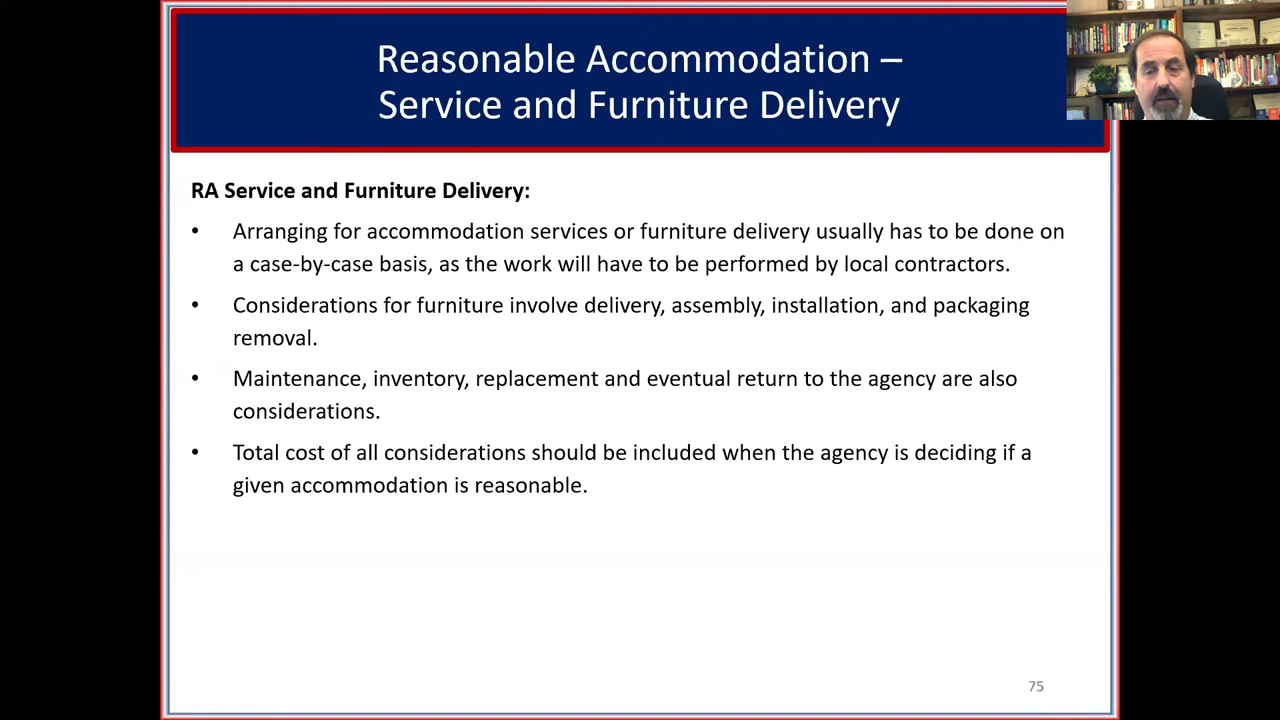 Reasonable Accommodation –
Service and Furniture Delivery
RA Service and Furniture Delivery:
• Arranging for accommodation services or furniture delivery usually has to be done on
a case-by-case basis, as the work will have to be performed by local contractors.
• Considerations for furniture involve delivery, assembly, installation, and packaging
removal.
• Maintenance, inventory, replacement and eventual return to the agency are also
considerations.
• Total cost of all considerations should be included when the agency is deciding if a
given accommodation is reasonable.
75